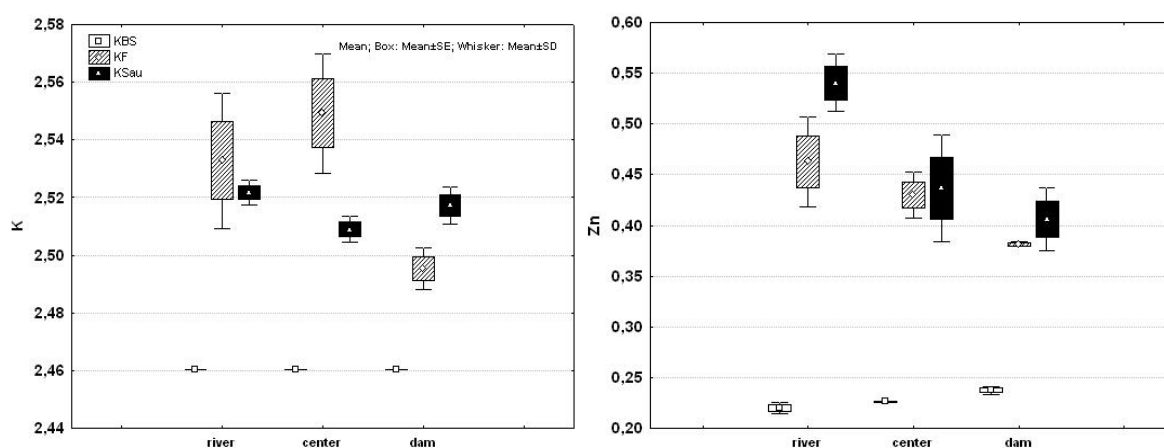 2,58
2,56
2,54
2,52
2,50
2,48
2,46
2,44
K
KBS
KF
KSau
Mean; Box: Mean±SE; Whisker: Mean±SD
river center dam
0,60
0,55
0,50
0,45
0,40
0,35
0,30
0,25
0,20
Zn
river center dam